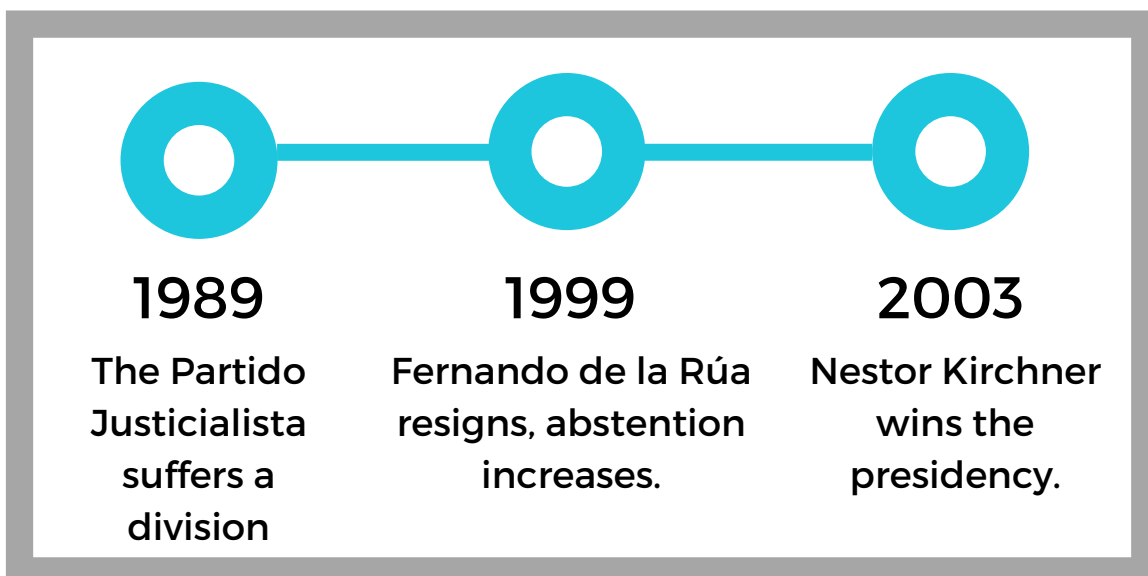 1989
The Partido
Justicialista
suffers a
division
1999
Fernando de la Rúa
resigns, abstention
increases.
2003
Nestor Kirchner
wins the
presidency.